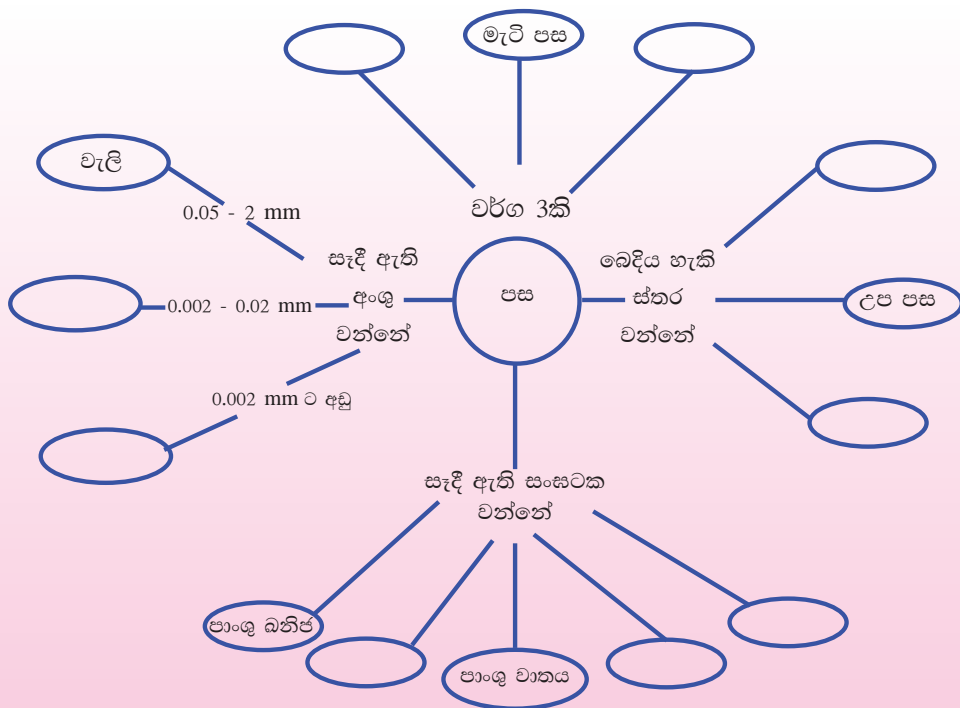 මැටි පස
වැලි
0.05 - 2 mm
වර්ග 3කි
සෑදී ඇති
අංශු
වන්නේ
0.002 - 0.02 mm
0.002 mm ට අඩු
පස
බෙදිය හැකි
ස්තර
වන්නේ
උප පස
සෑදී ඇති සංඝටක
වන්නේ
පාංශු ඛනිජ
පාංශු වාතය